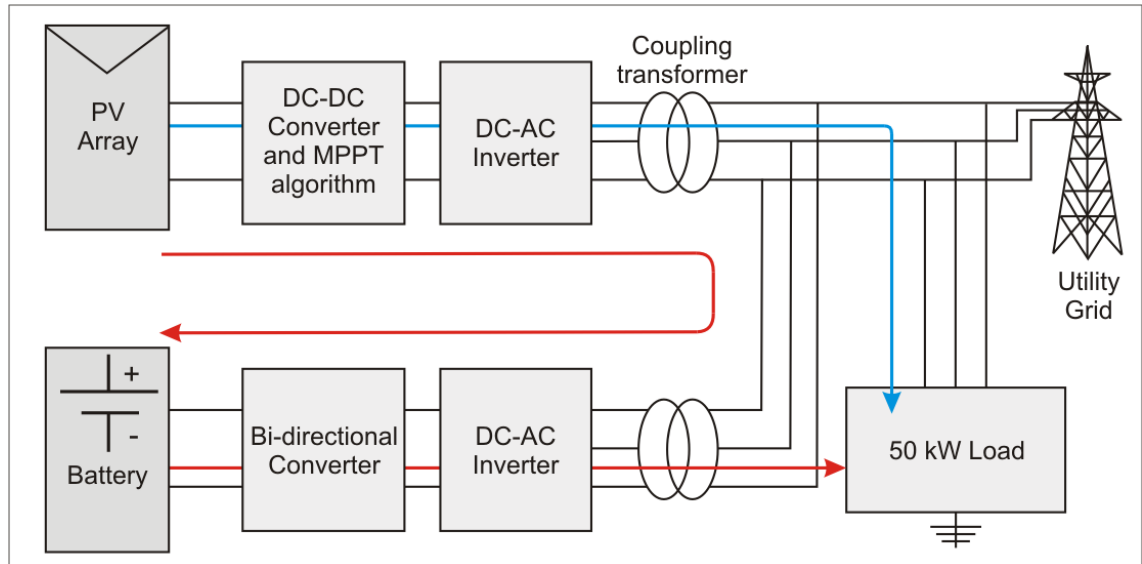 PV
Array
DC-DC
Converter
and MPPT
algorithm
DC-AC
Inverter
Coupling
transformer
Utility
Grid
+
-
Battery
Bi-directional
Converter
DC-AC
Inverter
50 kW Load